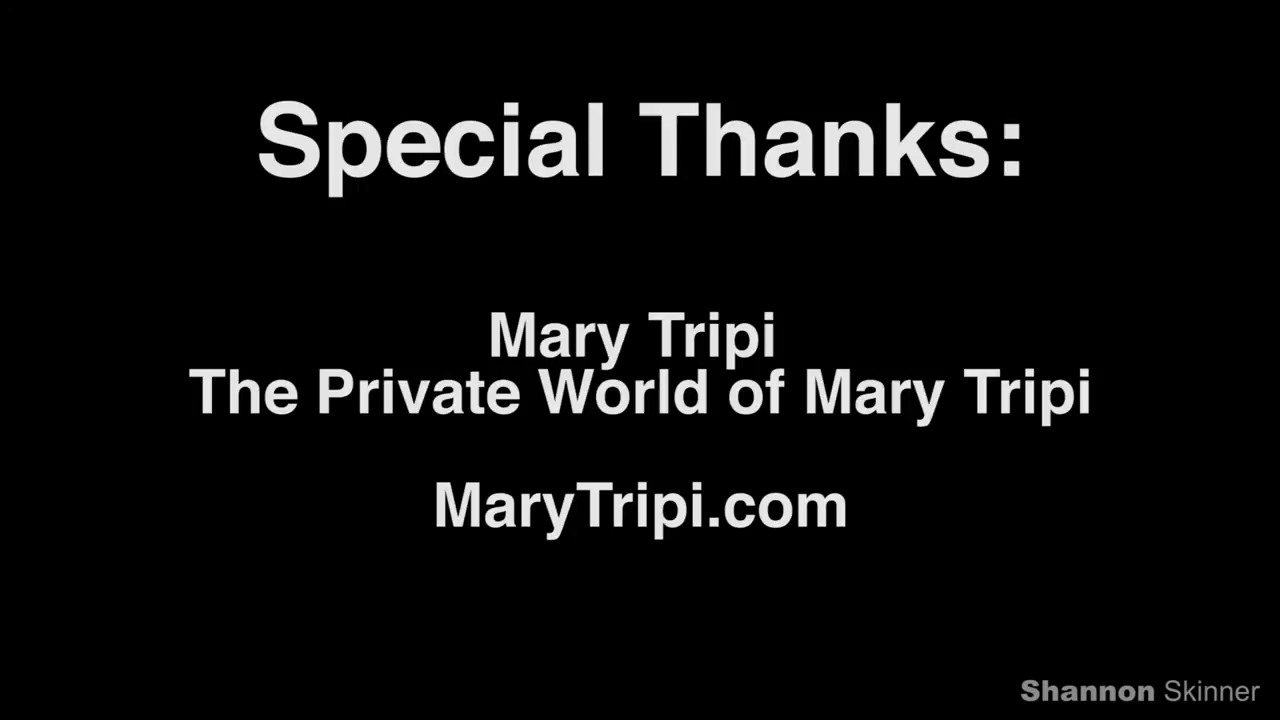 Special Thanks:
Mary Tripi
The Private World of Mary Tripi
MaryTripi.com
Shannon Skinner